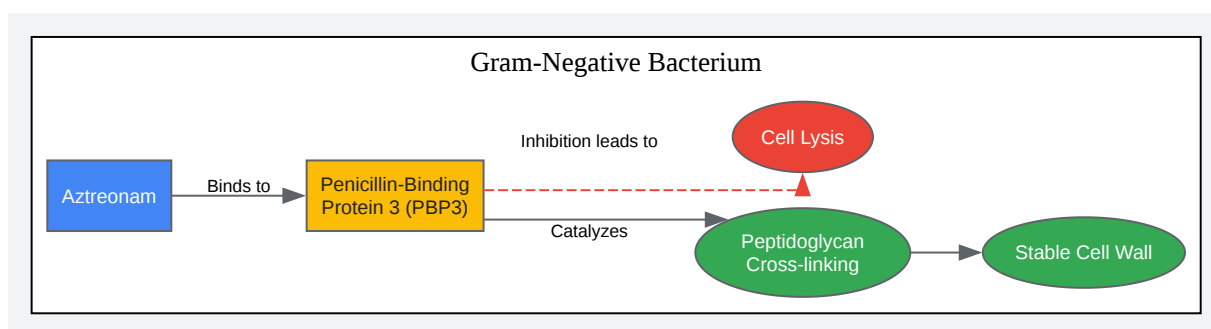 Gram-Negative Bacterium
Inhibition leads to
Cell Lysis
Aztreonam
Binds to
Penicillin-Binding
Protein 3 (PBP3)
Catalyzes
Peptidoglycan
Cross-linking
Stable Cell Wall